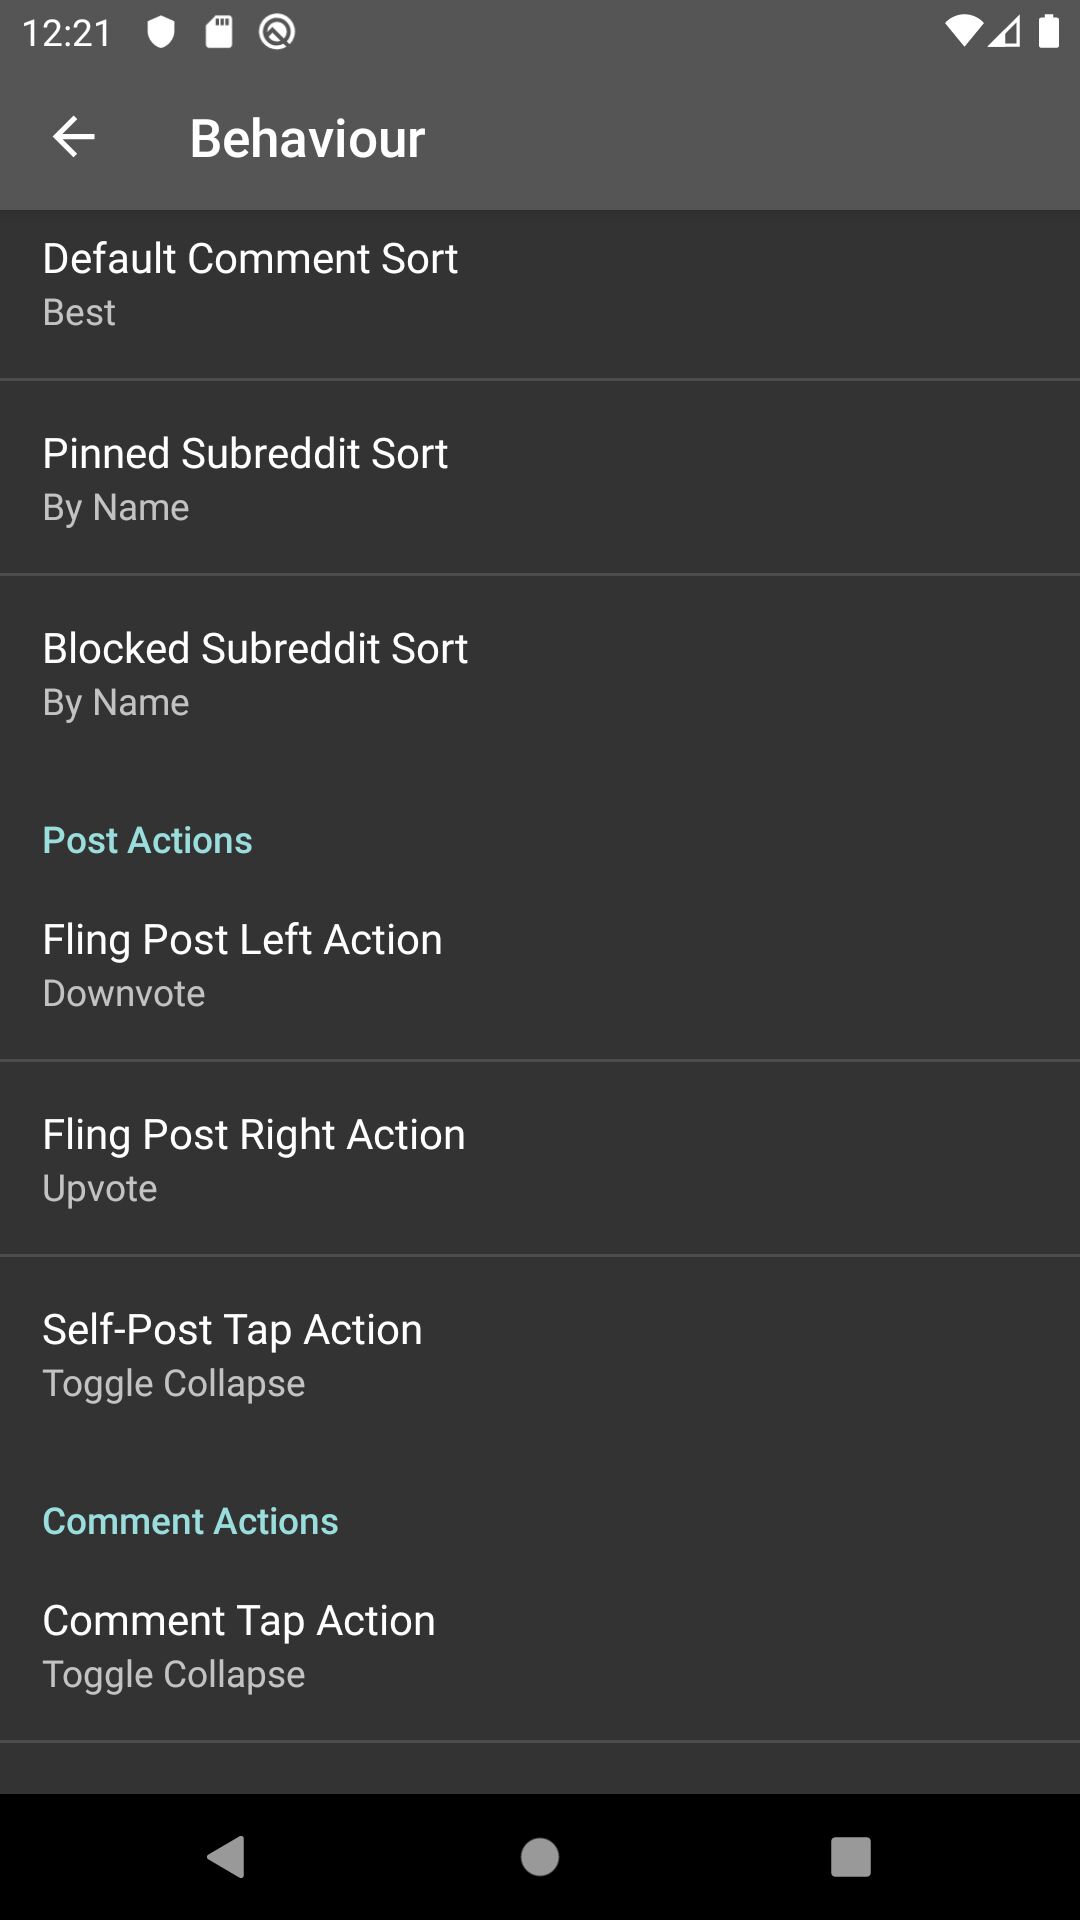 12:21
Behaviour
Default Comment Sort
Best
Pinned Subreddit Sort
By Name
Blocked Subreddit Sort
By Name
Post Actions
Fling Post Left Action
Downvote
Fling Post Right Action
Upvote
Self-Post Tap Action
Toggle Collapse
Comment Actions
Comment Tap Action
Toggle Collapse